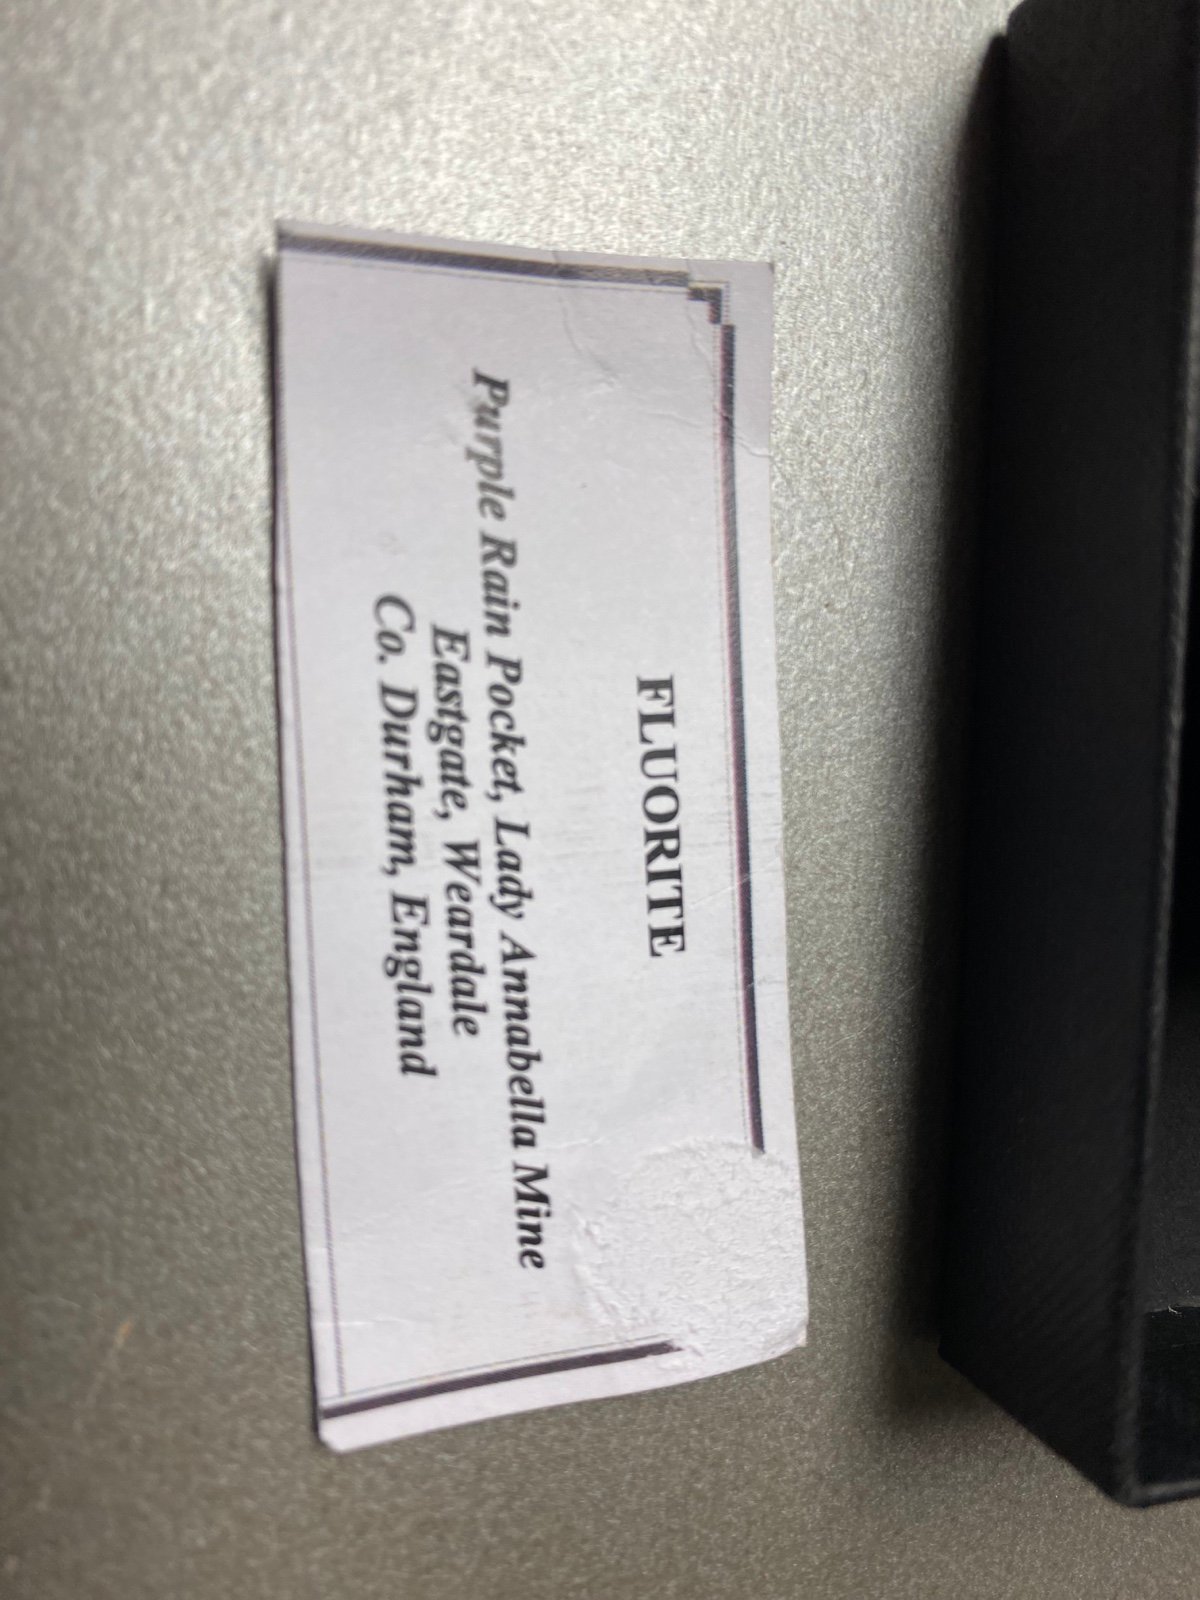 FLUORITE
Purple Rain Pocket, Lady Annabella Mine
Eastgate, Weardale
Co. Durham, England